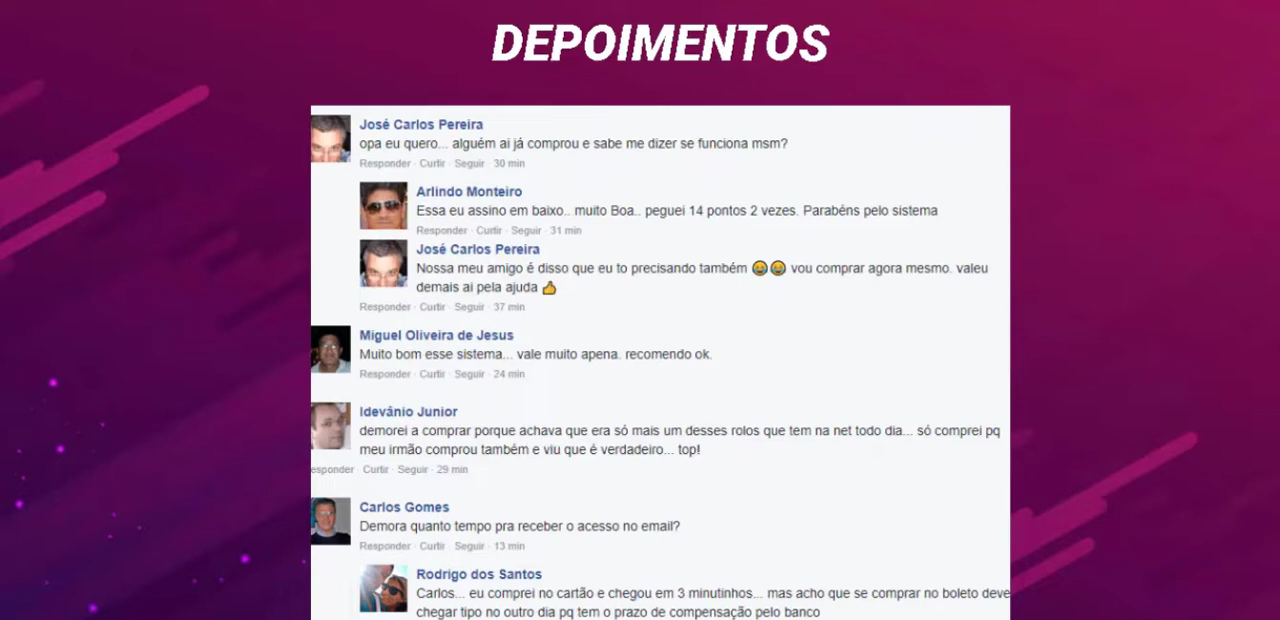 DEPOIMENTOS
José Carlos Pereira
opa eu quero... alguém ai já comprou e sabe me dizer se funciona msm?
Responder · Curtir · Seguir · 30 min
Arlindo Monteiro
Essa eu assino em baixo.. muito Boa.. peguei 14 pontos 2 vezes. Parabéns pelo sistema
Responder · Curtir · Seguir · 31 min
José Carlos Pereira
Nossa meu amigo é disso que eu to precisando também 😂😂 vou comprar agora mesmo. valeu
demais ai pela ajuda 👍
Responder · Curtir · Seguir · 37 min
Miguel Oliveira de Jesus
Muito bom esse sistema... vale muito apena. recomendo ok.
Responder · Curtir · Seguir · 24 min
Idevânio Junior
demorei a comprar porque achava que era só mais um desses rolos que tem na net todo dia... só comprei pq
meu irmão comprou também e viu que é verdadeiro... top!
esponder · Curtir · Seguir · 29 min
Carlos Gomes
Demora quanto tempo pra receber o acesso no email?
Responder · Curtir · Seguir · 13 min
Rodrigo dos Santos
Carlos... eu comprei no cartão e chegou em 3 minutinhos... mas acho que se comprar no boleto deve
chegar tipo no outro dia pq tem o prazo de compensação pelo banco